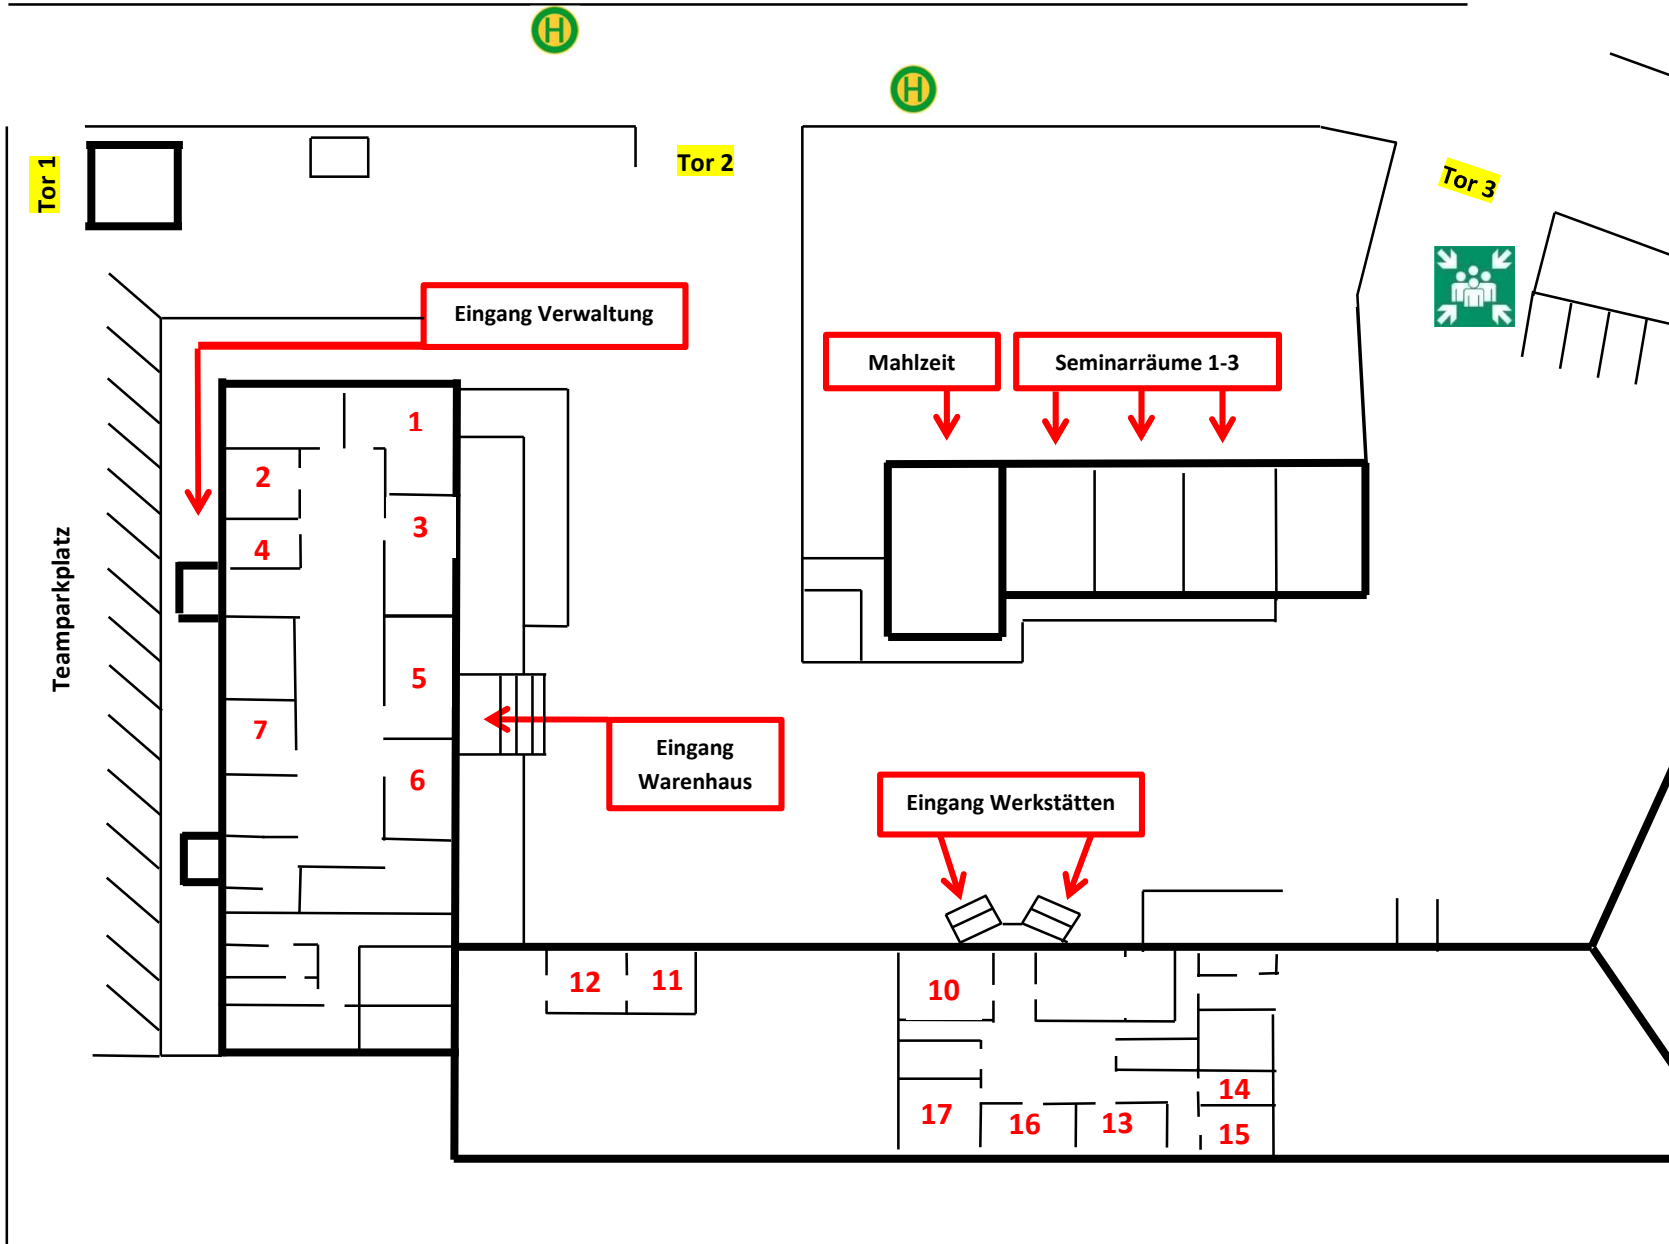 H
H
Tor 1
Tor 2
Tor 3
Eingang Verwaltung
Mahlzeit
Seminarräume 1-3
1
2
3
4
Teamparkplatz
5
7
6
Eingang
Warenhaus
Eingang Werkstätten
12
11
10
14
17
16
13
15